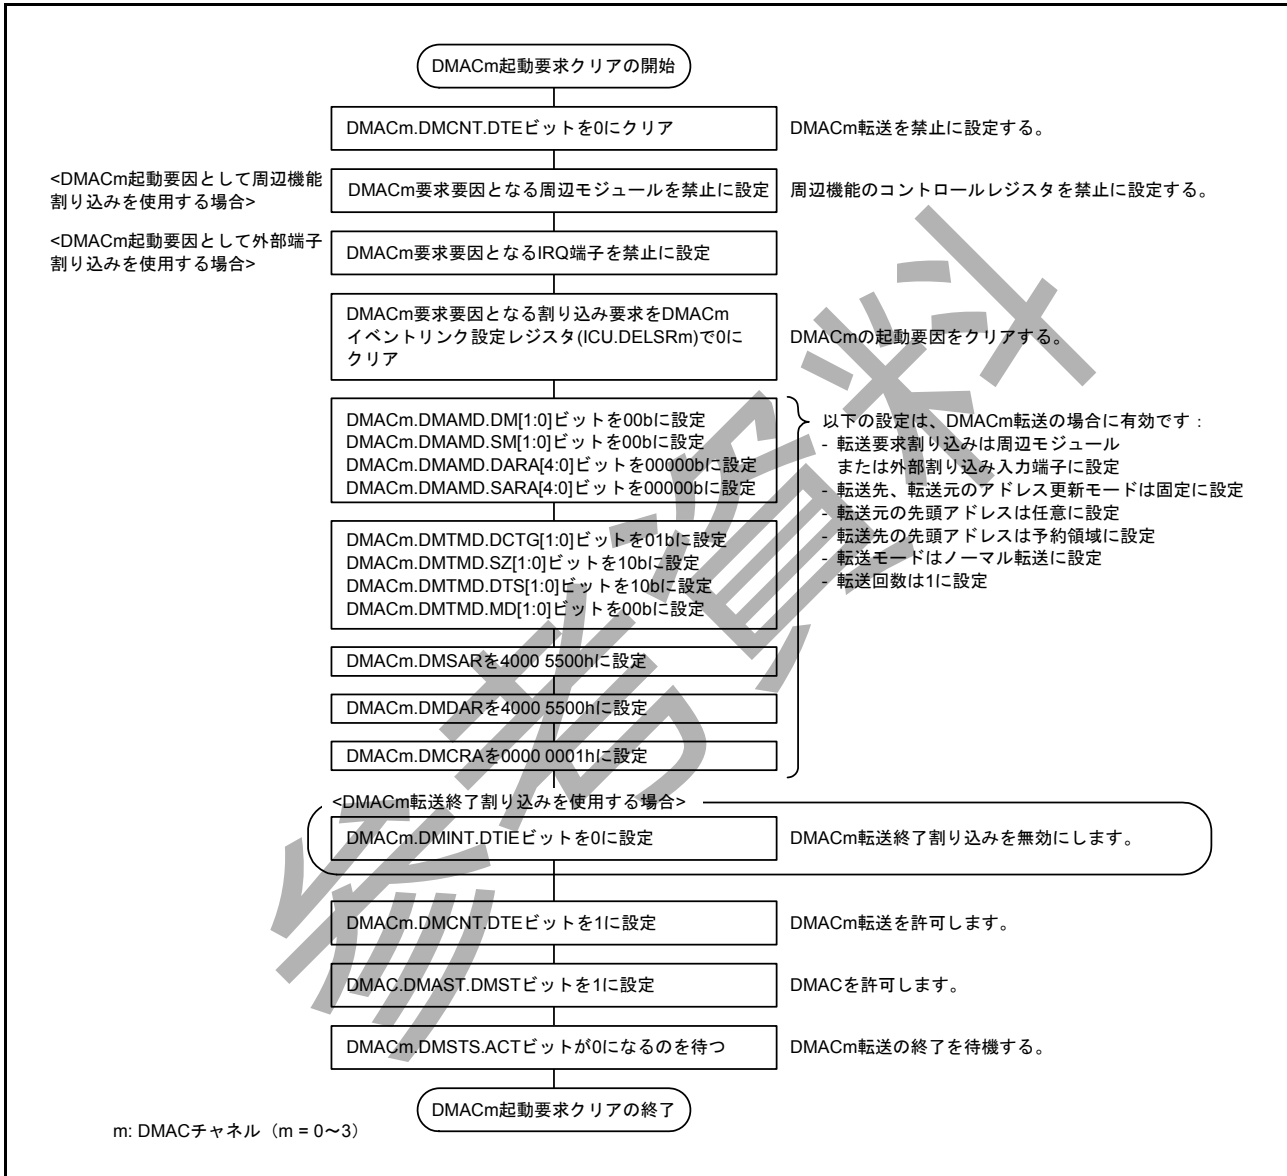 DMACm起動要求クリアの開始
DMACm.DMCNT.DTEビットを0にクリア
DMACm転送を禁止に設定する。
<DMACm起動要因として周辺機能
割り込みを使用する場合>
DMACm要求要因となる周辺モジュールを禁止に設定
周辺機能のコントロールレジスタを禁止に設定する。
<DMACm起動要因として外部端子
割り込みを使用する場合>
DMACm要求要因となるIRQ端子を禁止に設定
DMACm要求要因となる割り込み要求をDMACm
イベントリンク設定レジスタ(ICU.DELSRm)で0に
クリア
DMACmの起動要因をクリアする。
DMACm.DMAMD.DM[1:0]ビットを00bに設定
DMACm.DMAMD.SM[1:0]ビットを00bに設定
DMACm.DMAMD.DARA[4:0]ビットを00000bに設定
DMACm.DMAMD.SARA[4:0]ビットを00000bに設定
DMACm.DMTMD.DCTG[1:0]ビットを01bに設定
DMACm.DMTMD.SZ[1:0]ビットを10bに設定
DMACm.DMTMD.DTS[1:0]ビットを10bに設定
DMACm.DMTMD.MD[1:0]ビットを00bに設定
DMACm.DMSARを4000 5500hに設定
DMACm.DMDARを4000 5500hに設定
DMACm.DMCRAを0000 0001hに設定
以下の設定は、DMACm転送の場合に有効です：
- 転送要求割り込みは周辺モジュール
または外部割り込み入力端子に設定
- 転送先、転送元のアドレス更新モードは固定に設定
- 転送元の先頭アドレスは任意に設定
- 転送先の先頭アドレスは予約領域に設定
- 転送モードはノーマル転送に設定
- 転送回数は1に設定
<DMACm転送終了割り込みを使用する場合>
DMACm.DMINT.DTIEビットを0に設定
DMACm転送終了割り込みを無効にします。
DMACm.DMCNT.DTEビットを1に設定
DMACm転送を許可します。
DMAC.DMAST.DMSTビットを1に設定
DMACを許可します。
DMACm.DMSTS.ACTビットが0になるのを待つ
DMACm転送の終了を待機する。
DMACm起動要求クリアの終了
m: DMACチャネル（m = 0～3）
参考資料